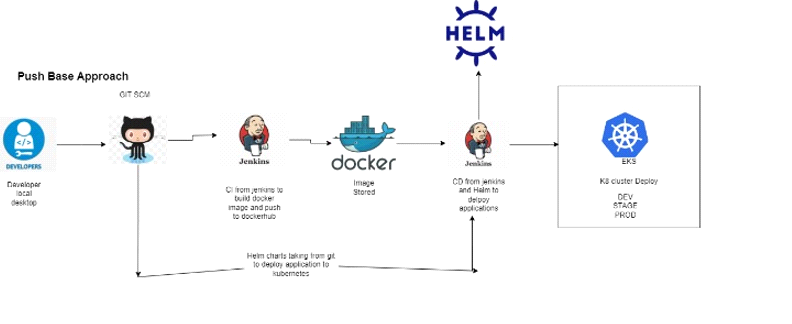 HELM
Push Base Approach
GIT SCM
DEVELOPERS
Jenkins
docker
Jenkins
EKS
Developer
local
desktop
CI from jenkins to
build docker
image and push
to dockerhub
Image
Stored
CD from jenkins
and Helm to
delpoy
applications
K8 cluster Deploy
DEV
STAGE
PROD
Helm charts taking from git
to deploy application to
kubernetes